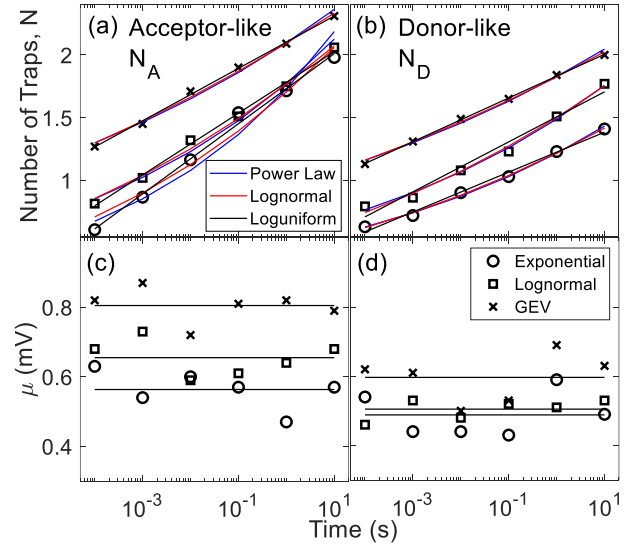 (a) Acceptor-like
N_A
(b) Donor-like
N_D
Number of Traps, N
2
1.5
1
Power Law
Lognormal
Loguniform
(c)
(d)
Exponential
Lognormal
GEV
μ (mV)
0.8
0.6
0.4
10^-3 10^-1 10^1 10^-3 10^-1 10^1
Time (s)